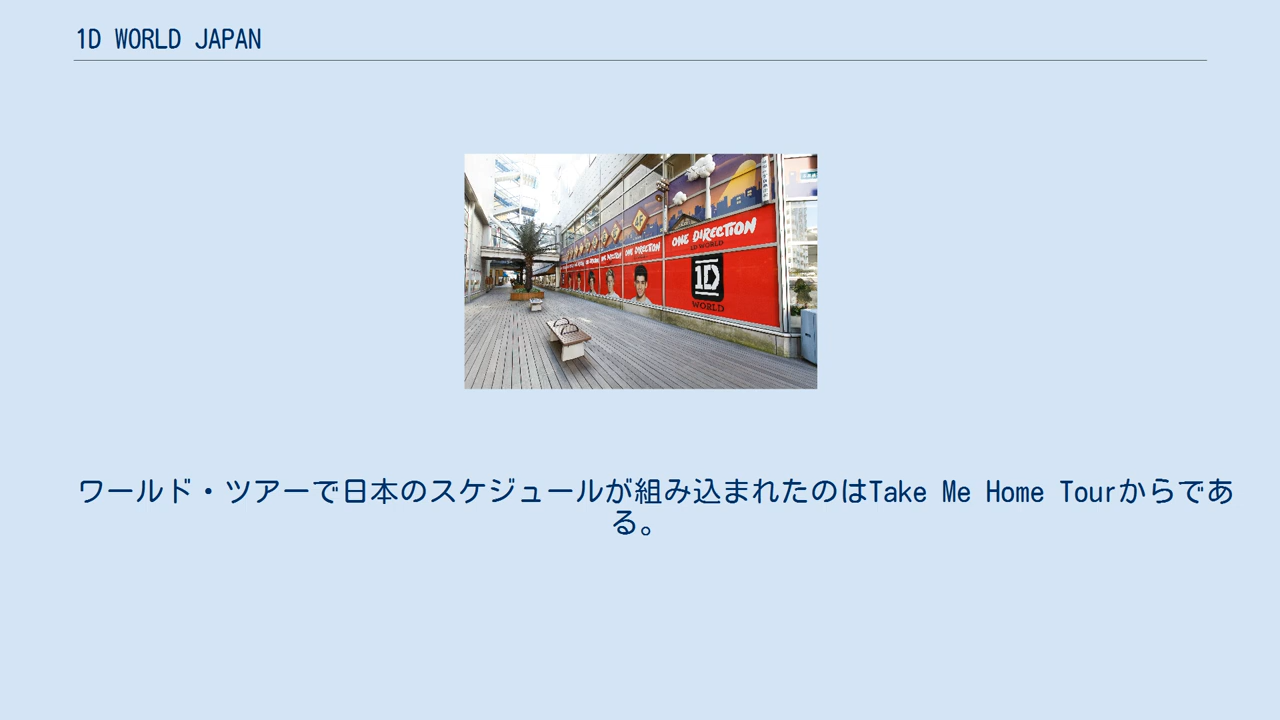 1D WORLD JAPAN
ONE DIRECTION
1D WORLD
ONE DIRECTION
ONE DIRECTION
1D
WORLD
ワールド・ツアーで日本のスケジュールが組み込まれたのはTake Me Home Tourからであ
る。